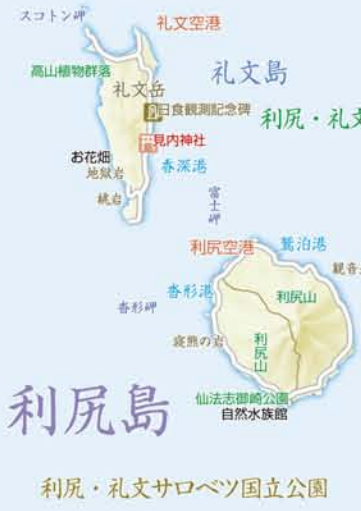 スコトン岬
礼文空港
高山植物群落
礼文岳
礼文島
日食観測記念碑
利尻・礼文
見内神社
お花畑
香深港
地獄岩
桃岩
富士岬
利尻空港
鴛泊港
観音
沓形港
利尻山
沓形岬
寝熊の岩
利尻山
仙法志御崎公園
自然水族館
利尻島
利尻・礼文サロベツ国立公園